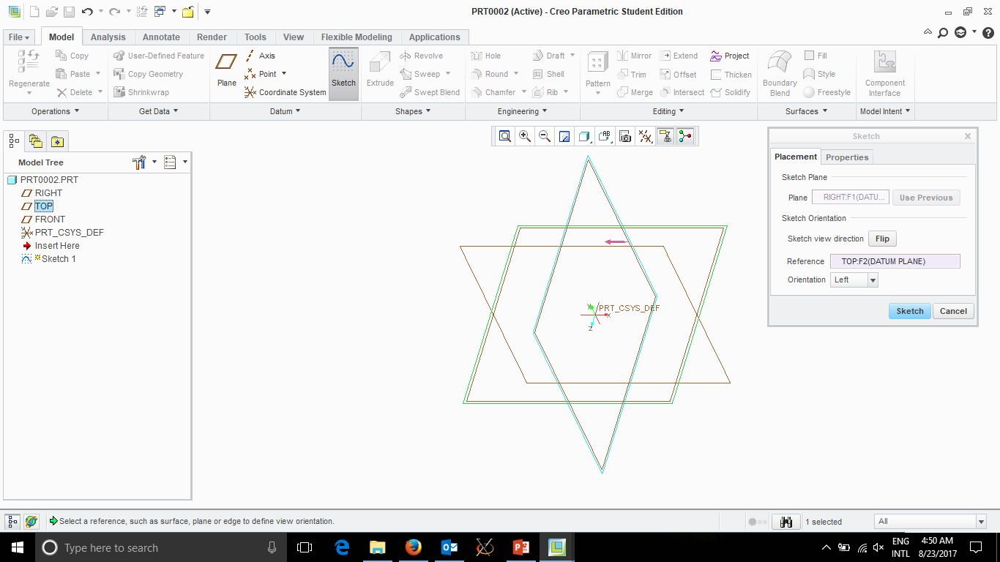 PRT0002 (Active) - Creo Parametric Student Edition
File Model Analysis Annotate Render Tools View Flexible Modeling Applications
Regenerate
Copy
Paste
Delete
Operations
User-Defined Feature
Copy Geometry
Shrinkwrap
Get Data
Plane
Axis
Point
Coordinate System
Sketch
Datum
Extrude
Revolve
Sweep
Swept Blend
Shapes
Hole
Round
Chamfer
Draft
Shell
Rib
Engineering
Pattern
Mirror
Trim
Merge
Extend
Offset
Intersect
Project
Thicken
Solidify
Editing
Boundary
Blend
Fill
Style
Freestyle
Surfaces
Component
Interface
Model Intent
Model Tree
PRT0002.PRT
RIGHT
TOP
FRONT
PRT_CSYS_DEF
Insert Here
Sketch 1
PRT_CSYS_DEF
Y
X
Z
Sketch
Placement Properties
Sketch Plane
Plane RIGHT:F1(DATU... Use Previous
Sketch Orientation
Sketch view direction Flip
Reference TOP:F2(DATUM PLANE)
Orientation Left
Sketch Cancel
Select a reference, such as surface, plane or edge to define view orientation.
1 selected
All
Type here to search
ENG
INTL
4:50 AM
8/23/2017